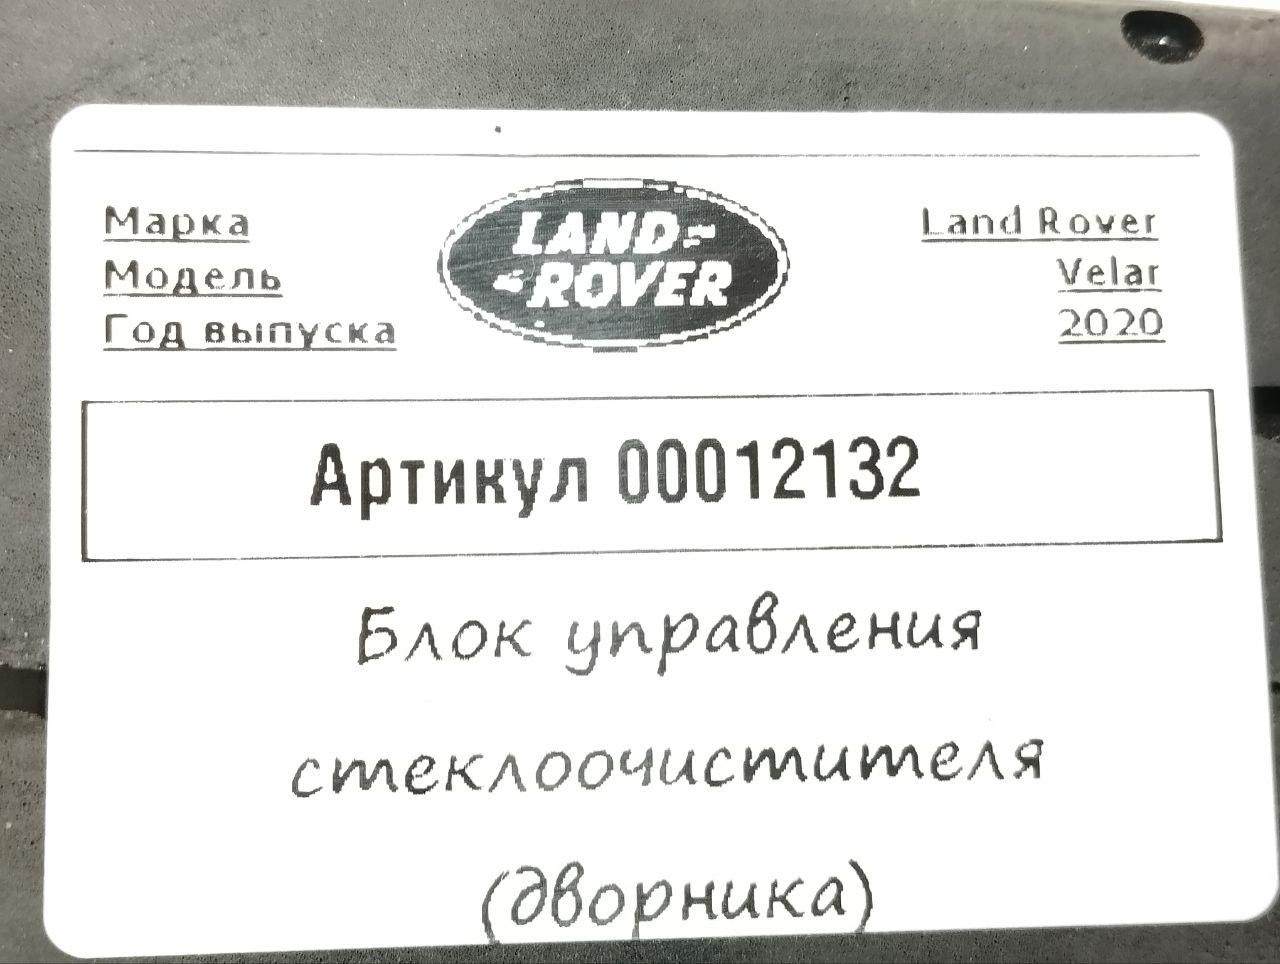 Марка
Модель
Год выпуска
LAND
ROVER
Land Rover
Velar
2020
Артикул 00012132
Блок управления
стеклоочистителя
(дворника)